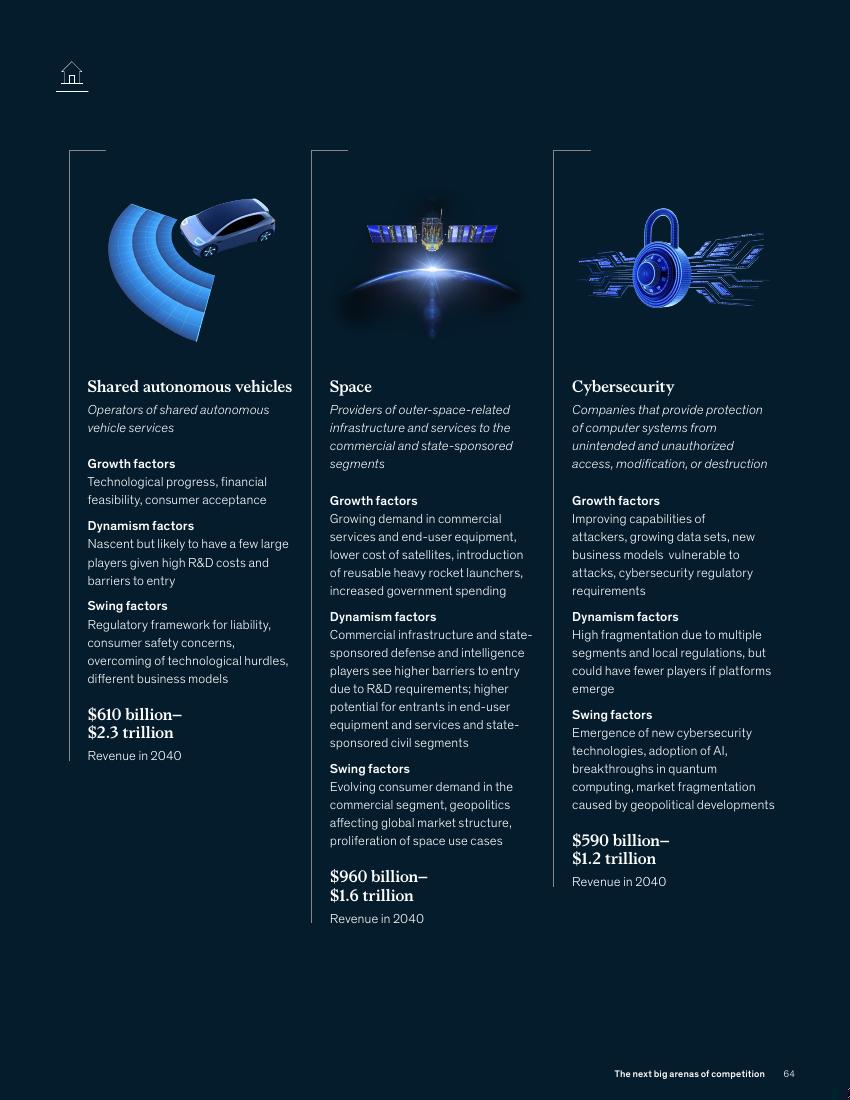 Shared autonomous vehicles
Operators of shared autonomous
vehicle services
Growth factors
Technological progress, financial
feasibility, consumer acceptance
Dynamism factors
Nascent but likely to have a few large
players given high R&D costs and
barriers to entry
Swing factors
Regulatory framework for liability,
consumer safety concerns,
overcoming of technological hurdles,
different business models
$610 billion–
$2.3 trillion
Revenue in 2040
Space
Providers of outer-space-related
infrastructure and services to the
commercial and state-sponsored
segments
Growth factors
Growing demand in commercial
services and end-user equipment,
lower cost of satellites, introduction
of reusable heavy rocket launchers,
increased government spending
Dynamism factors
Commercial infrastructure and state-
sponsored defense and intelligence
players see higher barriers to entry
due to R&D requirements; higher
potential for entrants in end-user
equipment and services and state-
sponsored civil segments
Swing factors
Evolving consumer demand in the
commercial segment, geopolitics
affecting global market structure,
proliferation of space use cases
$960 billion–
$1.6 trillion
Revenue in 2040
Cybersecurity
Companies that provide protection
of computer systems from
unintended and unauthorized
access, modification, or destruction
Growth factors
Improving capabilities of
attackers, growing data sets, new
business models vulnerable to
attacks, cybersecurity regulatory
requirements
Dynamism factors
High fragmentation due to multiple
segments and local regulations, but
could have fewer players if platforms
emerge
Swing factors
Emergence of new cybersecurity
technologies, adoption of AI,
breakthroughs in quantum
computing, market fragmentation
caused by geopolitical developments
$590 billion–
$1.2 trillion
Revenue in 2040
The next big arenas of competition 64